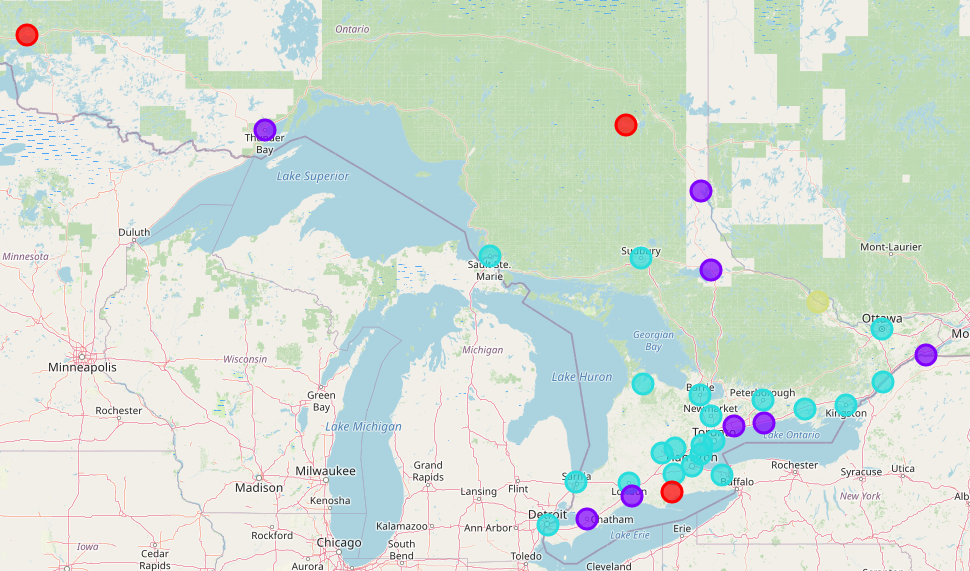 Ontario
Thunder
Bay
Lake Superior
Duluth
Minnesota
Sault Ste.
Marie
Sudbury
Mont-Laurier
Georgian
Bay
Ottawa
Mo
Michigan
Wisconsin
Minneapolis
Lake Huron
Barrie
Peterborough
Kingston
Green
Bay
Rochester
Newmarket
Toronto
Lake Ontario
Lake Michigan
Hamilton
Milwaukee
Grand
Rapids
Rochester
Syracuse
Utica
Madison
Kenosha
Lansing
Flint
Sarnia
London
Buffalo
New York
Alb
Rockford
Kalamazoo
Ann Arbor
Detroit
Chatham
Lake Erie
Erie
Iowa
Cedar
Rapids
Chicago
Aurora
South
Bend
Toledo
Cleveland
Scranton